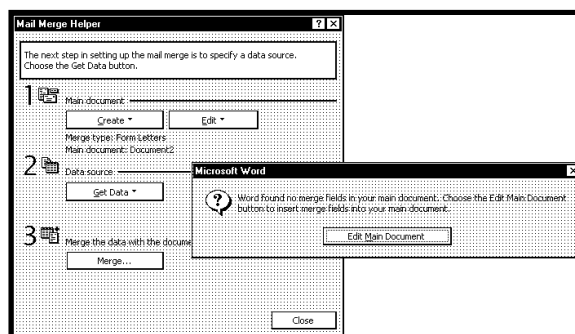 Mail Merge Helper
The next step in setting up the mail merge is to specify a data source.
Choose the Get Data button.
1 Main document
Create
Edit
Merge type: Form Letters
Main document: Document2
2 Data source
Get Data
3 Merge the data with the docume
Merge...
Close
Microsoft Word
Word found no merge fields in your main document. Choose the Edit Main Document
button to insert merge fields into your main document.
Edit Main Document